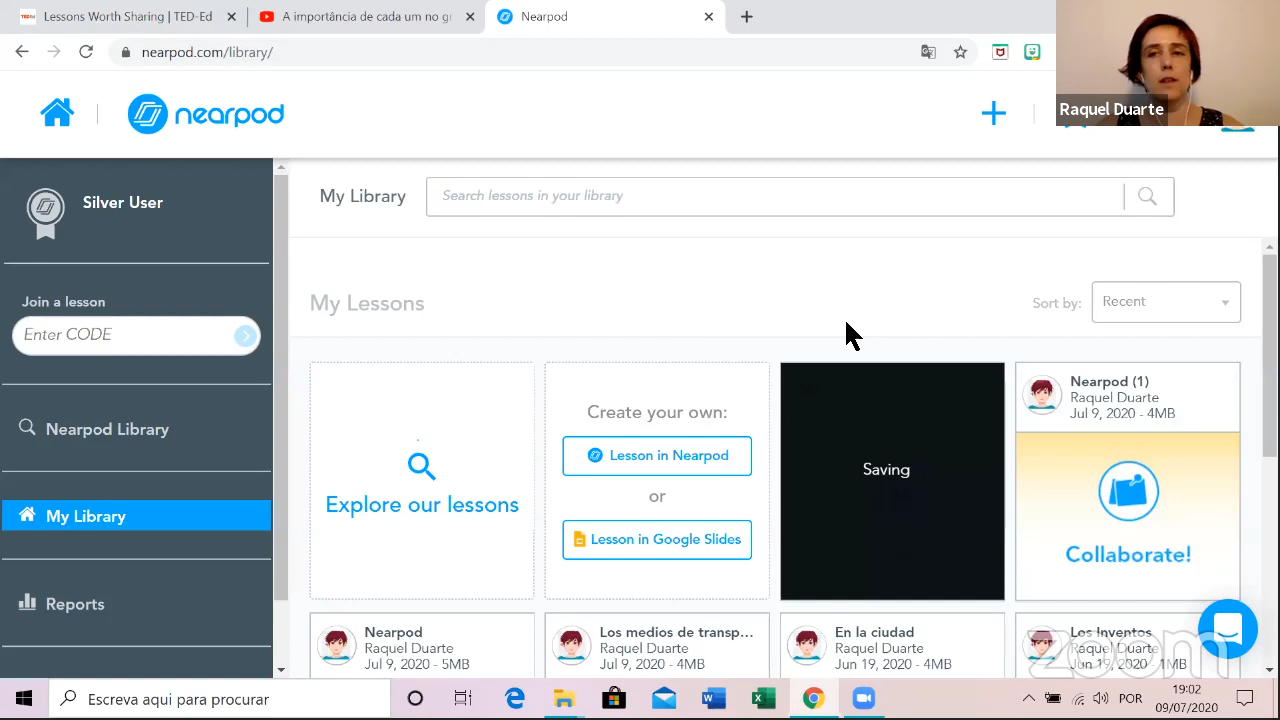 Lessons Worth Sharing | TED-Ed
A importância de cada um no gr
Nearpod
nearpod.com/library/
Raquel Duarte
nearpod
Silver User
My Library
Search lessons in your library
Join a lesson
Enter CODE
My Lessons
Sort by:
Recent
Explore our lessons
Create your own:
Lesson in Nearpod
or
Lesson in Google Slides
Saving
Nearpod (1)
Raquel Duarte
Jul 9, 2020 - 4MB
Collaborate!
Nearpod Library
My Library
Reports
Nearpod
Raquel Duarte
Jul 9, 2020 - 5MB
Los medios de transp...
Raquel Duarte
Jul 9, 2020 - 4MB
En la ciudad
Raquel Duarte
Jun 19, 2020 - 4MB
Los Inventos
Raquel Duarte
Jun 19, 2020 - 1MB
zoom
Escreva aqui para procurar
POR
19:02
09/07/2020